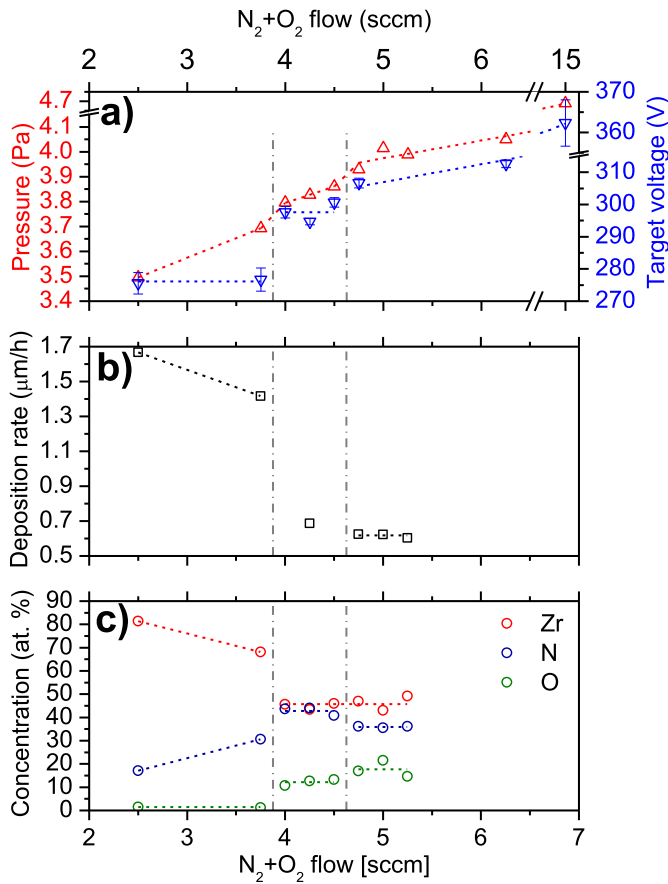 N₂+O₂ flow (sccm)
2 3 4 5 6 15
a)
Pressure (Pa)
4.7
4.1
4.0
3.9
3.8
3.7
3.6
3.5
3.4
370
360
310
300
290
280
270
Target voltage (V)
b)
Deposition rate (µm/h)
1.7
1.5
1.3
1.1
0.9
0.7
0.5
c)
Concentration (at. %)
90
80
70
60
50
40
30
20
10
0
Zr
N
O
2 3 4 5 6 7
N₂+O₂ flow [sccm]